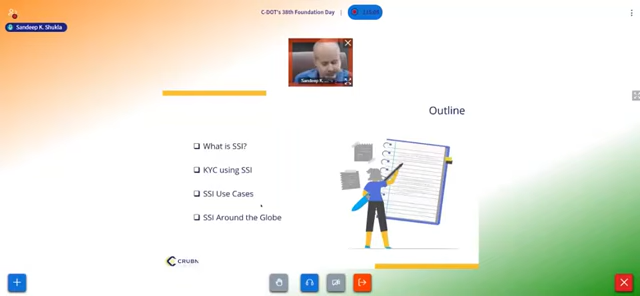 C-DOT's 38th Foundation Day
Sandeep K. Shukla
Sandeep K.
Outline
What is SSI?
KYC using SSI
SSI Use Cases
SSI Around the Globe